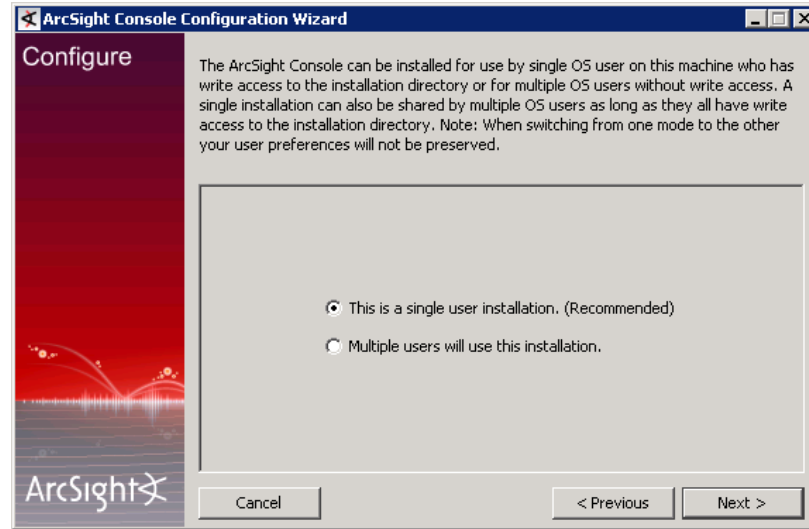 ArcSight Console Configuration Wizard
Configure
The ArcSight Console can be installed for use by single OS user on this machine who has
write access to the installation directory or for multiple OS users without write access. A
single installation can also be shared by multiple OS users as long as they all have write
access to the installation directory. Note: When switching from one mode to the other
your user preferences will not be preserved.
This is a single user installation. (Recommended)
Multiple users will use this installation.
ArcSight
Cancel
< Previous
Next >